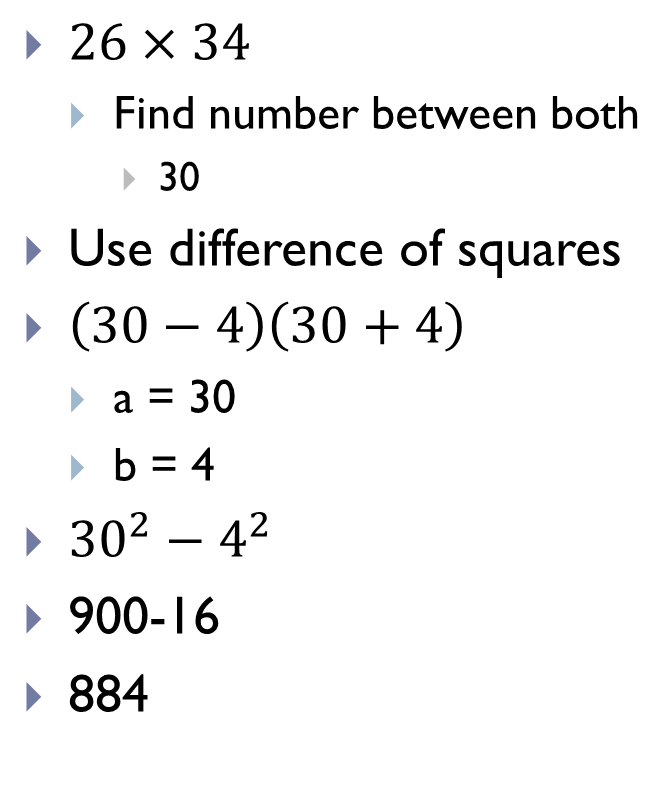 26 × 34
Find number between both
30
Use difference of squares
(30 − 4)(30 + 4)
a = 30
b = 4
30² − 4²
900-16
884